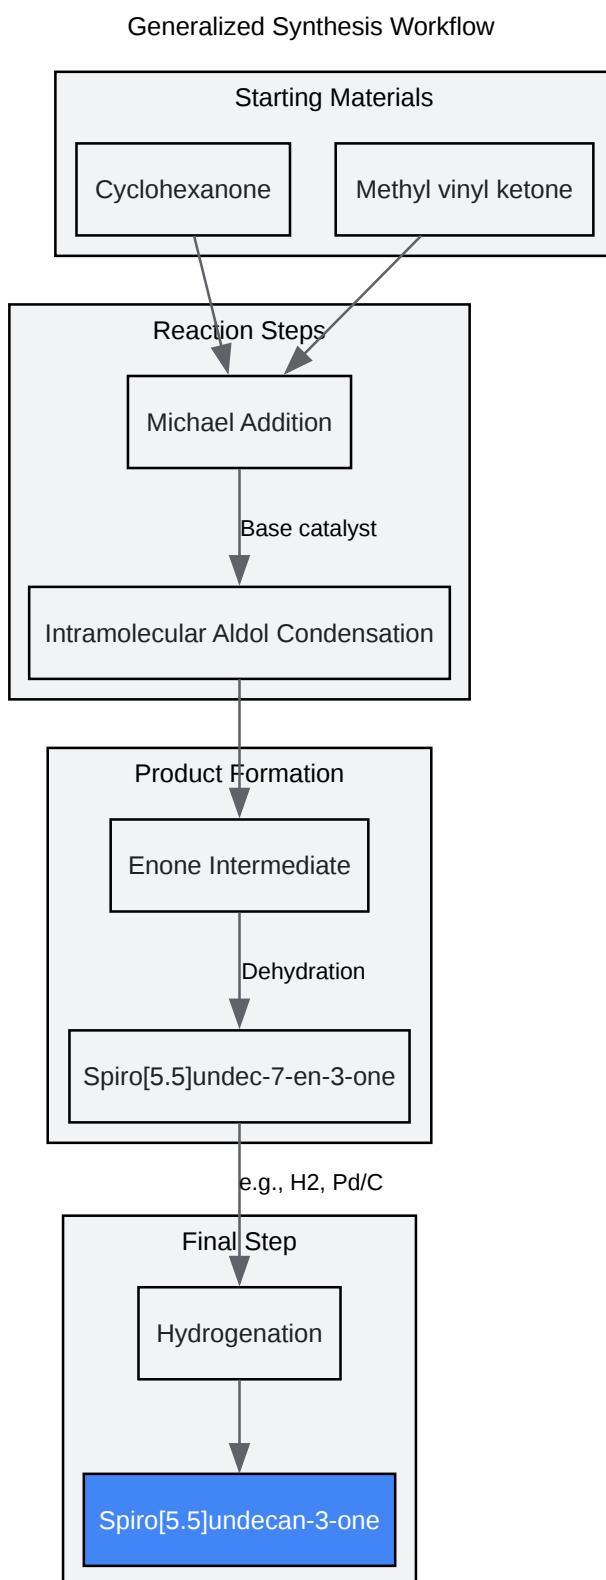 Generalized Synthesis Workflow
Starting Materials
Cyclohexanone
Methyl vinyl ketone
Reaction Steps
Michael Addition
Base catalyst
Intramolecular Aldol Condensation
Product Formation
Enone Intermediate
Dehydration
Spiro[5.5]undec-7-en-3-one
e.g., H2, Pd/C
Final Step
Hydrogenation
Spiro[5.5]undecan-3-one